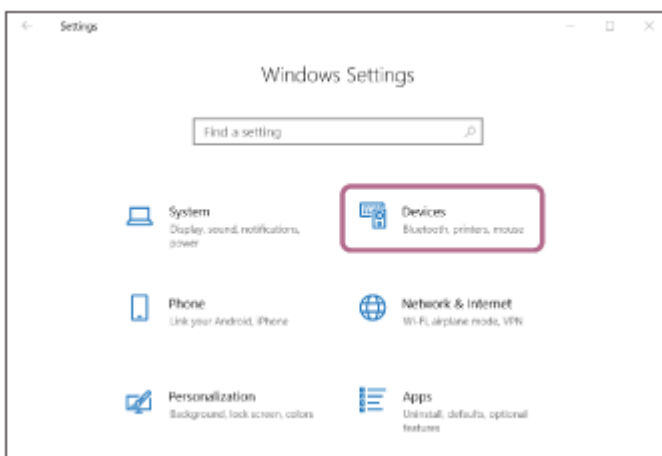 Settings
Windows Settings
Find a setting
System
Display, sound, notifications,
power
Devices
Bluetooth, printers, mouse
Phone
Link your Android, iPhone
Network & Internet
Wi-Fi, airplane mode, VPN
Personalization
Background, lock screen, colors
Apps
Uninstall, defaults, optional
features